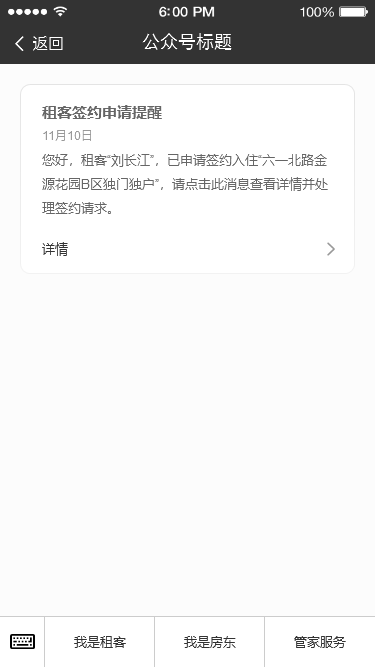 6:00 PM 100%
返回 公众号标题
租客签约申请提醒
11月10日
您好，租客“刘长江”，已申请签约入住“六一北路金
源花园B区独门独户”，请点击此消息查看详情并处
理签约请求。
详情
我是租客 我是房东 管家服务